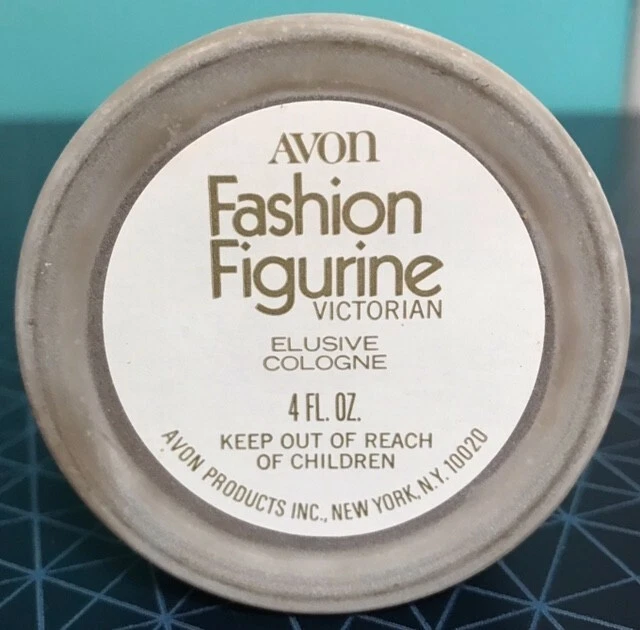 AVON
Fashion
Figurine
VICTORIAN
ELUSIVE
COLOGNE
4 FL. OZ.
KEEP OUT OF REACH
OF CHILDREN
AVON PRODUCTS INC., NEW YORK, N.Y. 10020